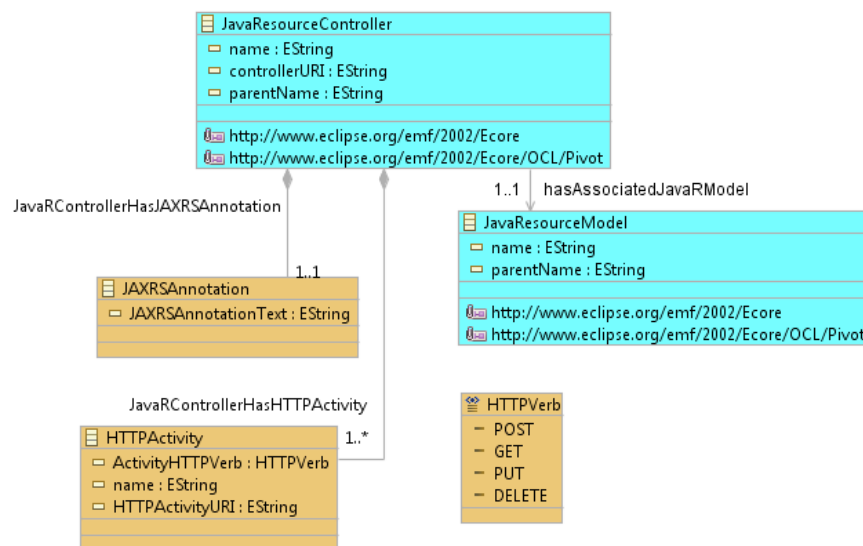 JavaResourceController
name : EString
controllerURI : EString
parentName : EString
http://www.eclipse.org/emf/2002/Ecore
http://www.eclipse.org/emf/2002/Ecore/OCL/Pivot
JavaRControllerHasJAXRSAnnotation
1..1 hasAssociatedJavaRModel
JavaResourceModel
name : EString
parentName : EString
http://www.eclipse.org/emf/2002/Ecore
http://www.eclipse.org/emf/2002/Ecore/OCL/Pivot
1..1
JAXRSAnnotation
JAXRSAnnotationText : EString
JavaRControllerHasHTTPActivity
1..*
HTTPActivity
ActivityHTTPVerb : HTTPVerb
name : EString
HTTPActivityURI : EString
HTTPVerb
POST
GET
PUT
DELETE